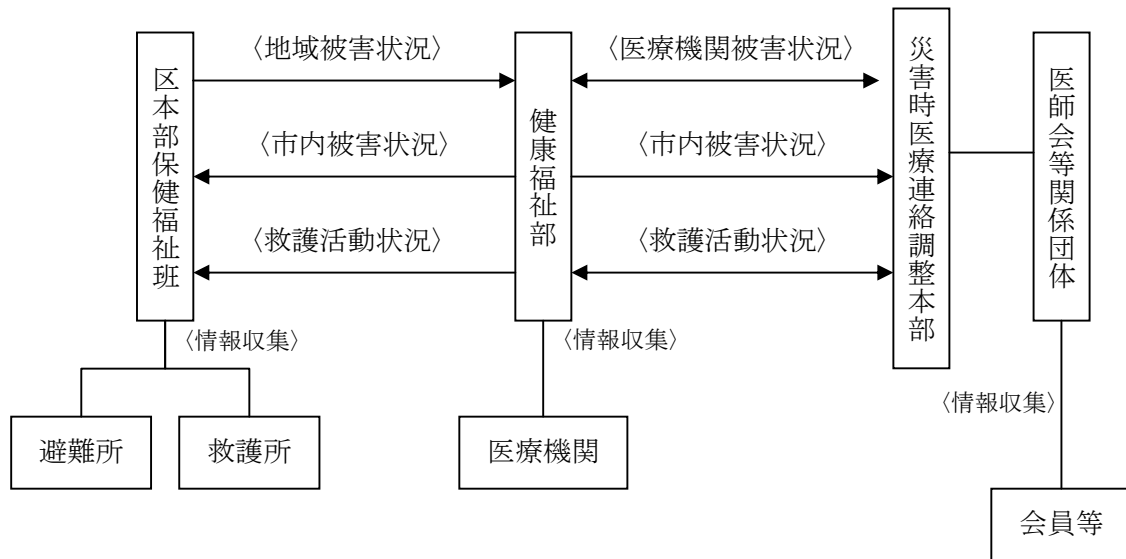 〈地域被害状況〉
〈医療機関被害状況〉
区本部保健福祉班
健康福祉部
災害時医療連絡調整本部
医師会等関係団体
〈市内被害状況〉
〈市内被害状況〉
〈救護活動状況〉
〈救護活動状況〉
〈情報収集〉
〈情報収集〉
〈情報収集〉
避難所
救護所
医療機関
会員等